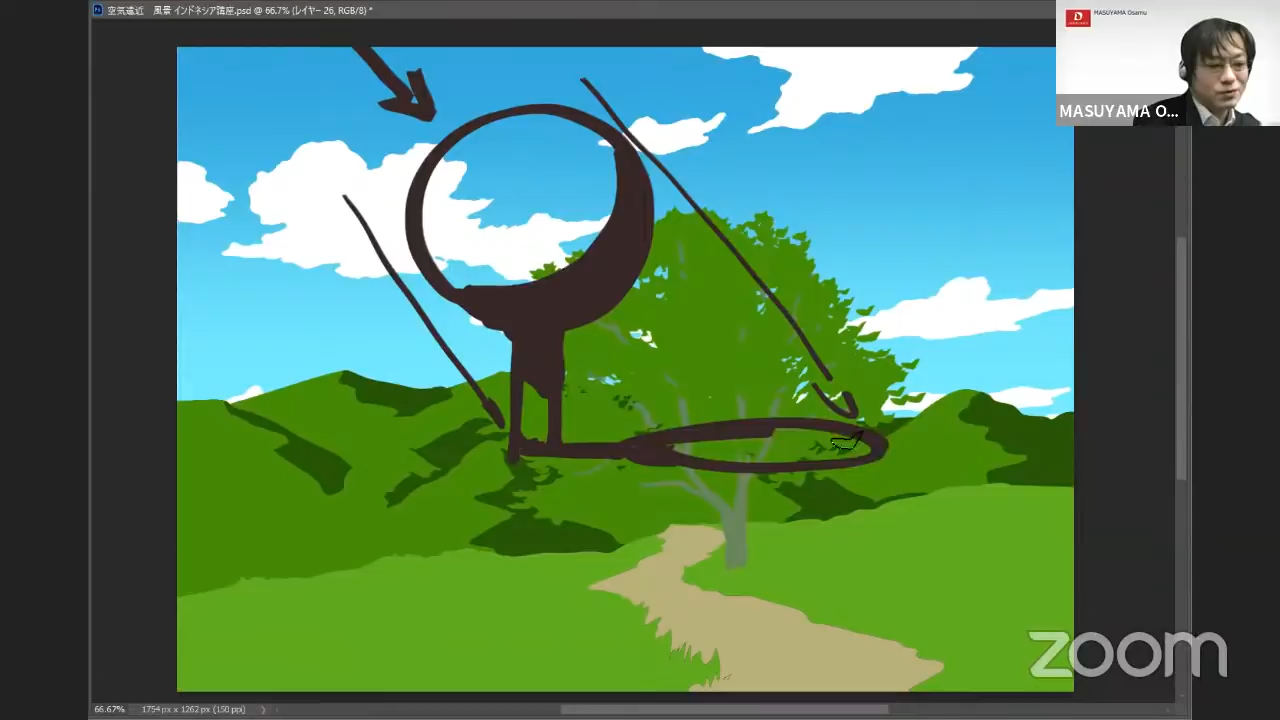 空気遠近　風景 インドネシア講座.psd @ 66.7% (レイヤー 26, RGB/8) *
MASUYAMA Osamu
MASUYAMA O...
zoom
66.67%
1754 px x 1262 px (150 ppi)